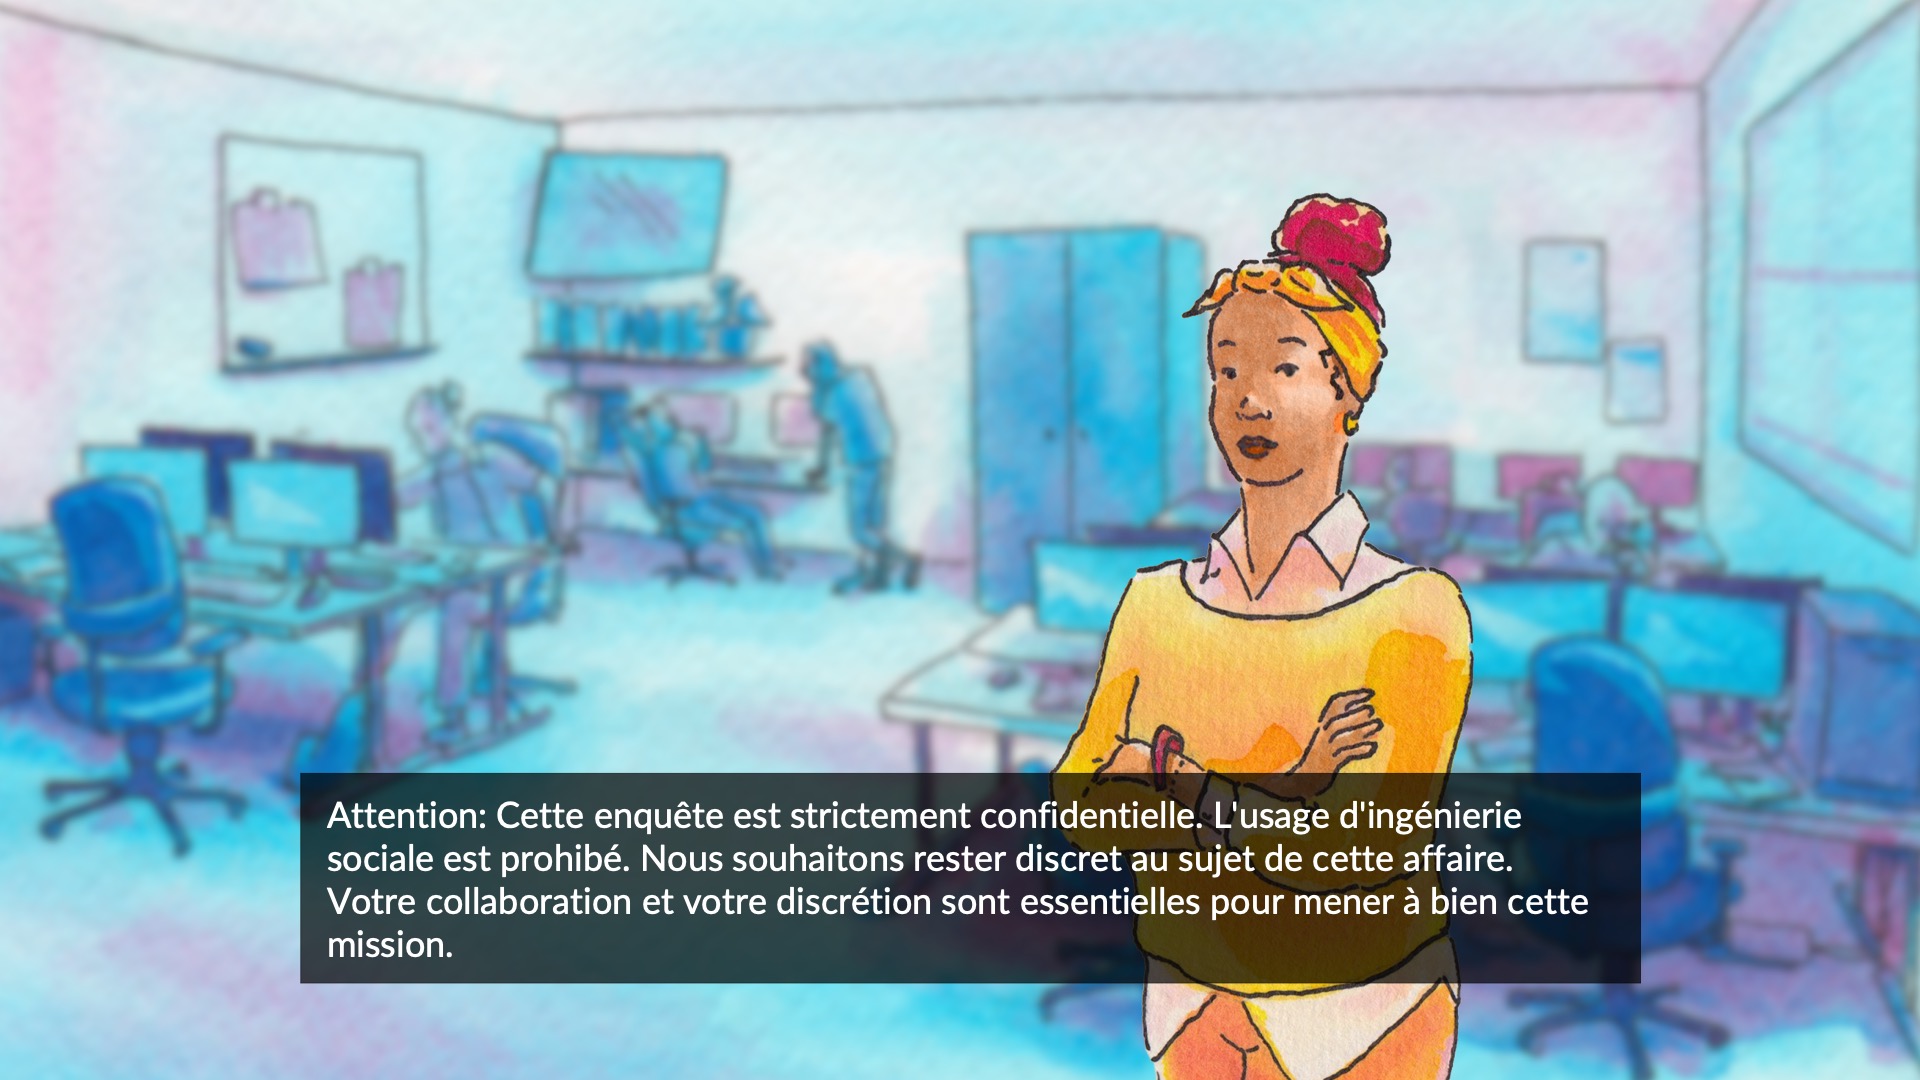 Attention: Cette enquête est strictement confidentielle. L'usage d'ingénierie
sociale est prohibé. Nous souhaitons rester discret au sujet de cette affaire.
Votre collaboration et votre discrétion sont essentielles pour mener à bien cette
mission.